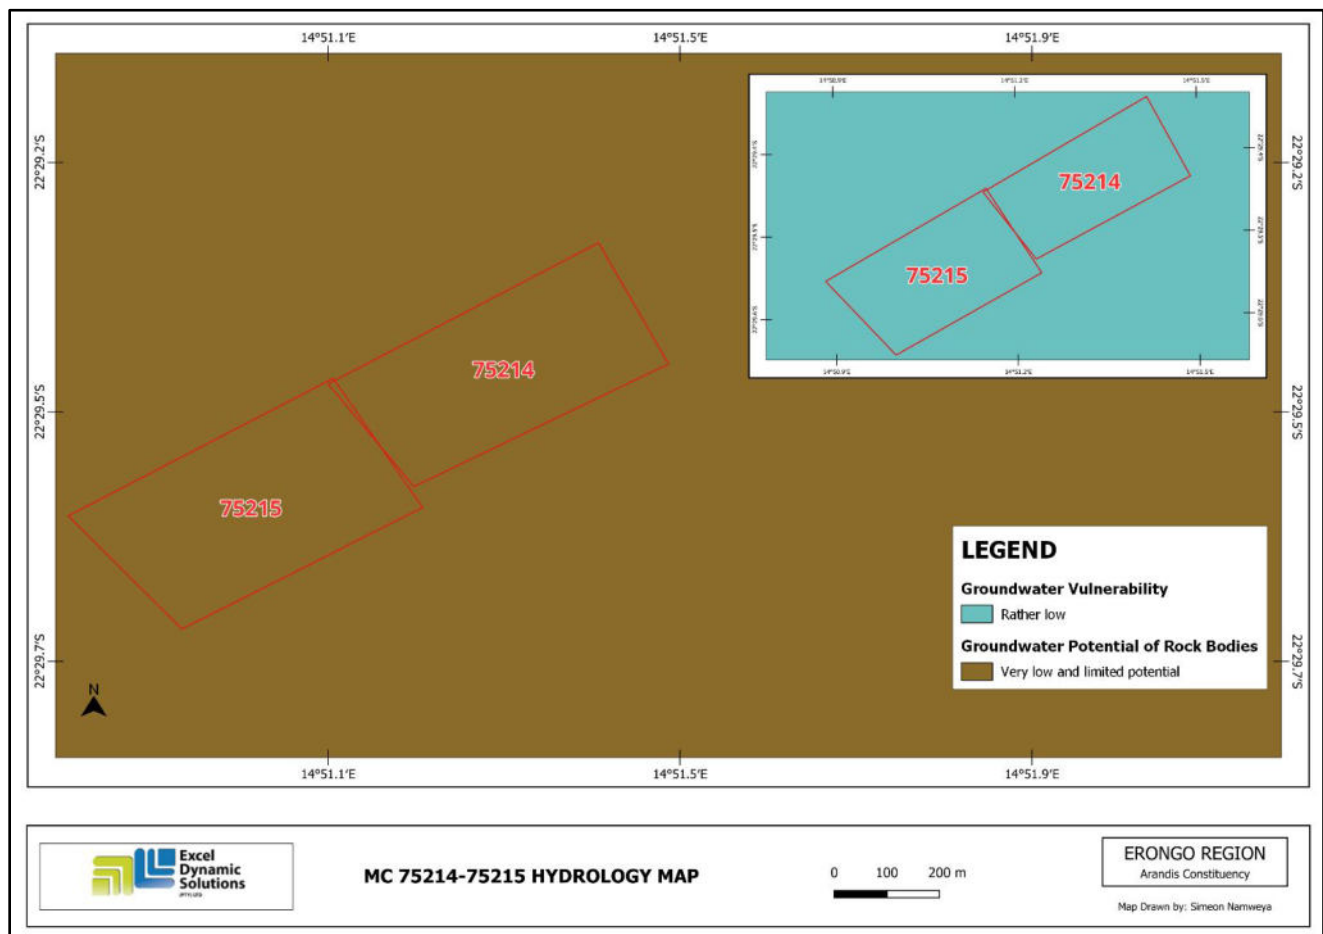 14°51.1'E
14°51.5'E
14°51.9'E
22°29.2'S
22°29.2'S
75214
75215
75214
22°29.5'S
22°29.5'S
75215
LEGEND
Groundwater Vulnerability
Rather low
Groundwater Potential of Rock Bodies
Very low and limited potential
22°29.7'S
22°29.7'S
N
14°51.1'E
14°51.5'E
14°51.9'E
Excel
Dynamic
Solutions
(PTY) LTD
MC 75214-75215 HYDROLOGY MAP
0 100 200 m
ERONGO REGION
Arandis Constituency
Map Drawn by: Simeon Namweya